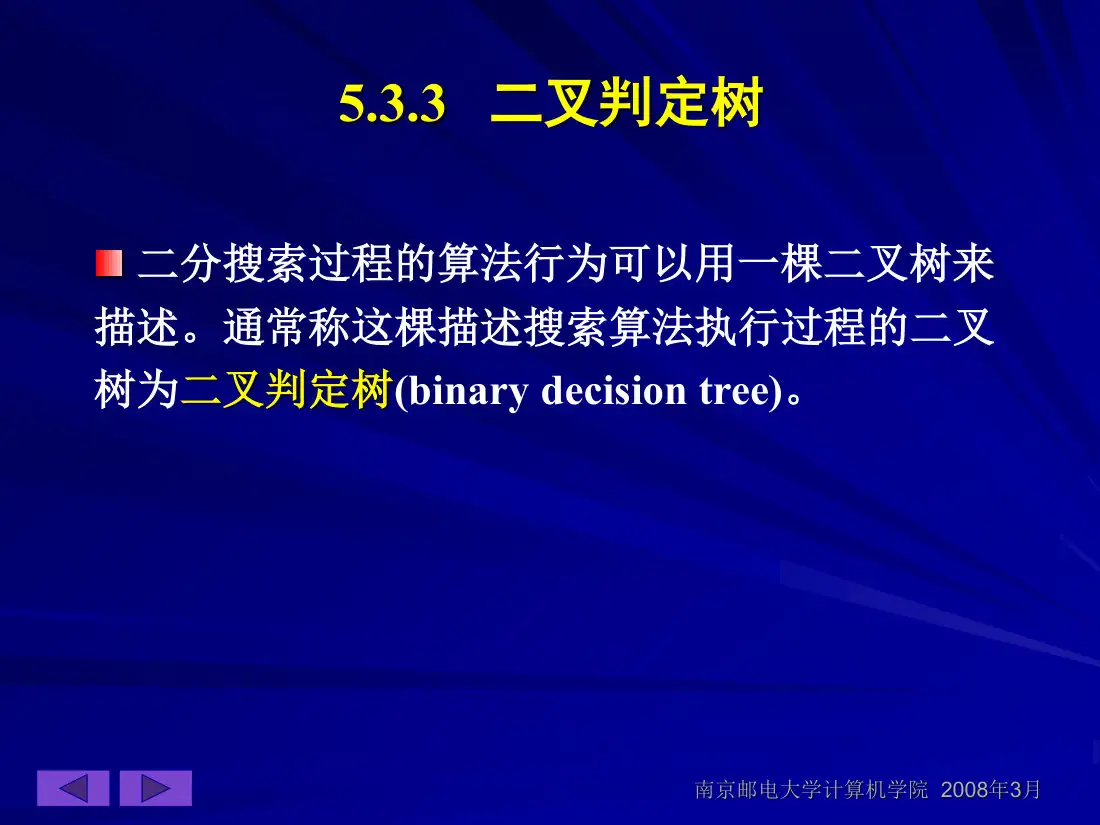 5.3.3 二叉判定树
二分搜索过程的算法行为可以用一棵二叉树来
描述。通常称这棵描述搜索算法执行过程的二叉
树为二叉判定树(binary decision tree)。
南京邮电大学计算机学院 2008年3月